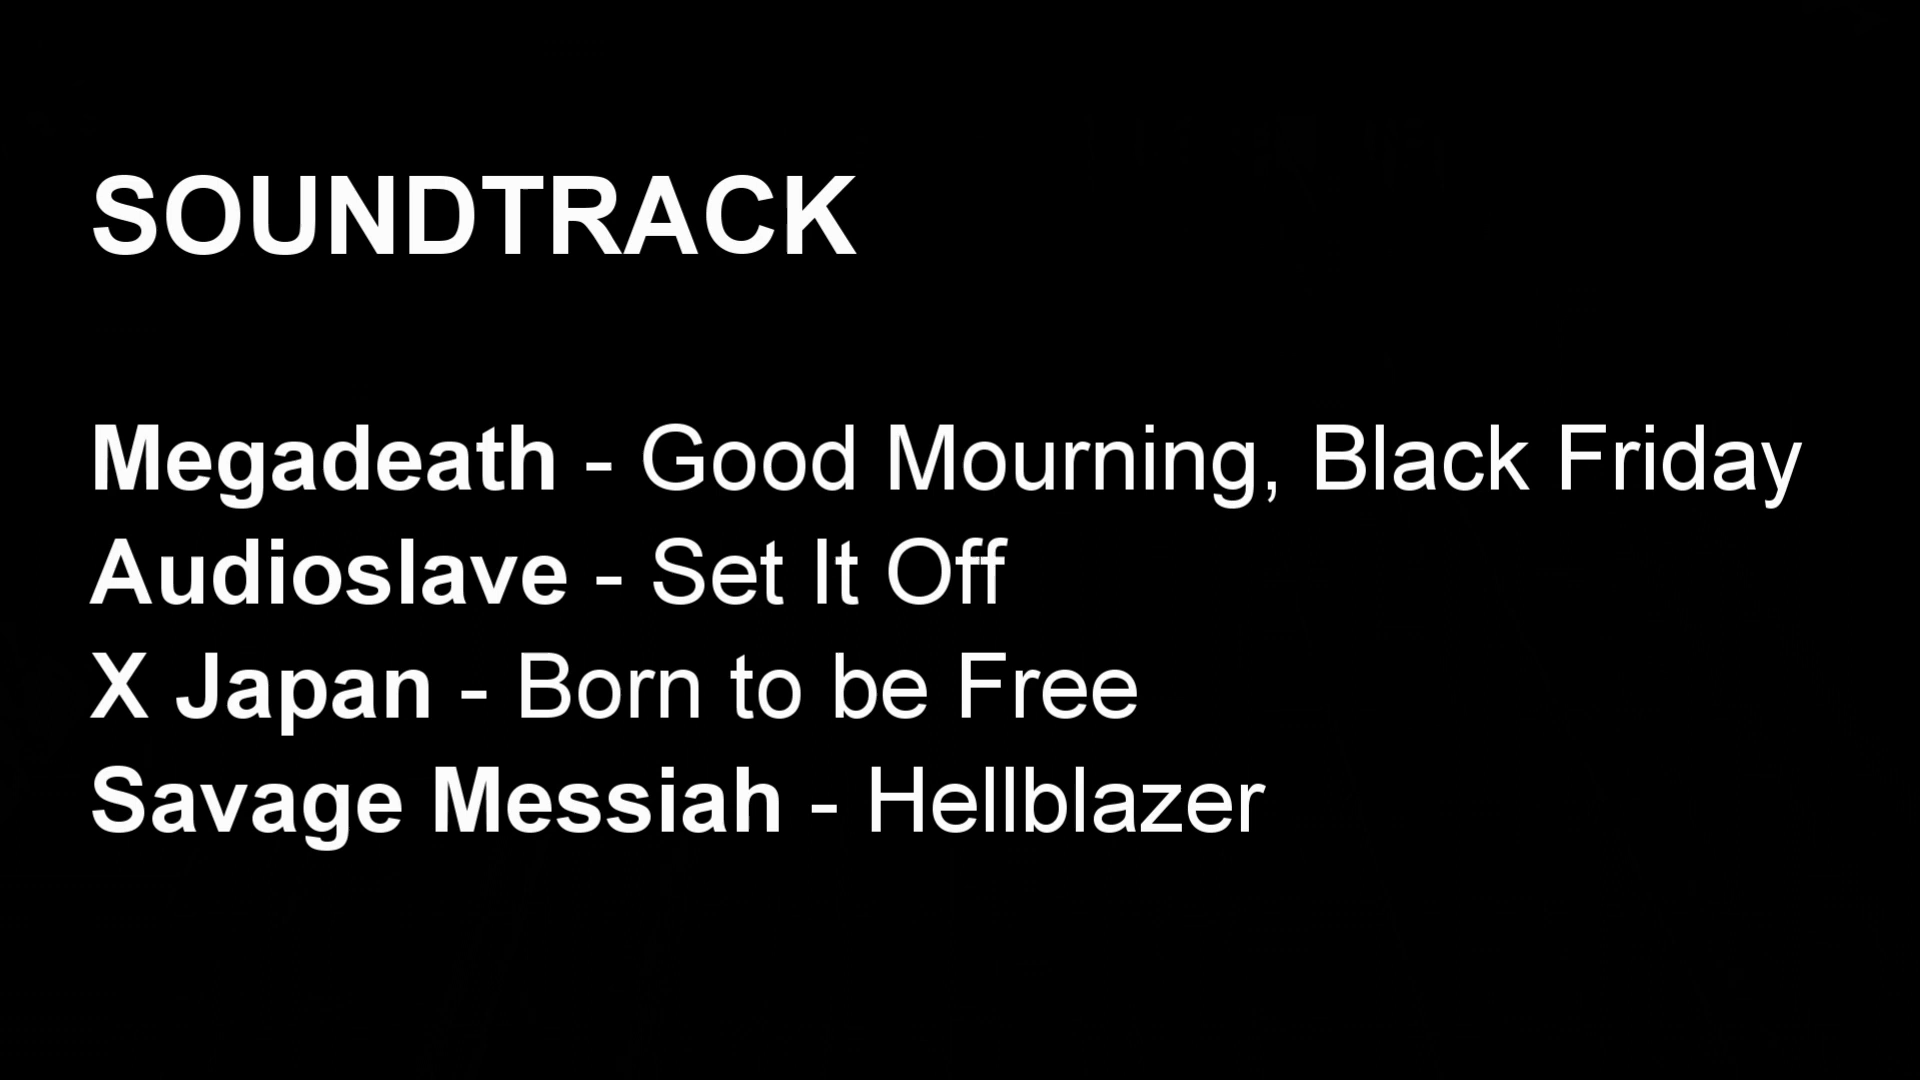 SOUNDTRACK
Megadeath - Good Mourning, Black Friday
Audioslave - Set It Off
X Japan - Born to be Free
Savage Messiah - Hellblazer